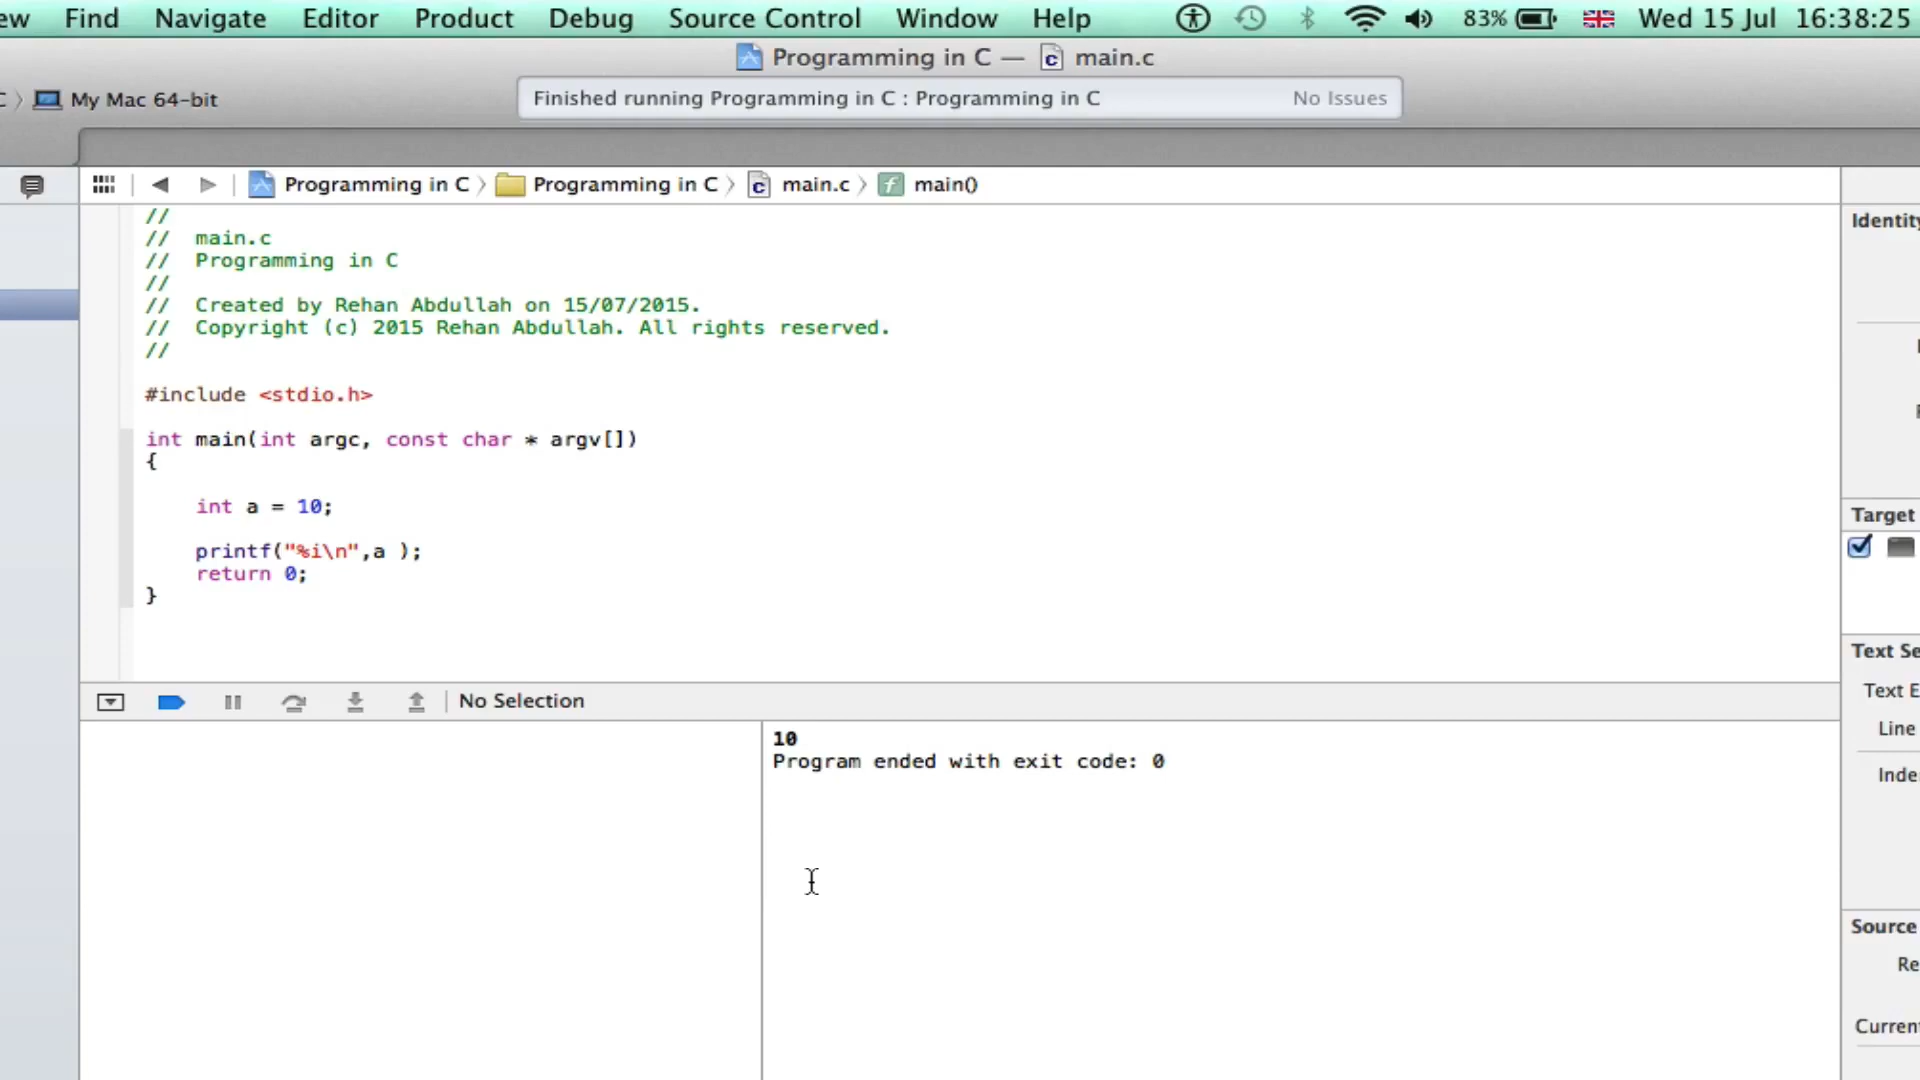 ew Find Navigate Editor Product Debug Source Control Window Help 83% Wed 15 Jul 16:38:25
Programming in C — main.c
C 〉 My Mac 64-bit
Finished running Programming in C : Programming in C No Issues
Programming in C 〉 Programming in C 〉 main.c 〉 main()
//
//  main.c
//  Programming in C
//
//  Created by Rehan Abdullah on 15/07/2015.
//  Copyright (c) 2015 Rehan Abdullah. All rights reserved.
//
#include <stdio.h>
int main(int argc, const char * argv[])
{
    int a = 10;
    printf("%i\n",a );
    return 0;
}
No Selection
10
Program ended with exit code: 0
Identity
Target
Text Se
Text E
Line
Inde
Source
Re
Current